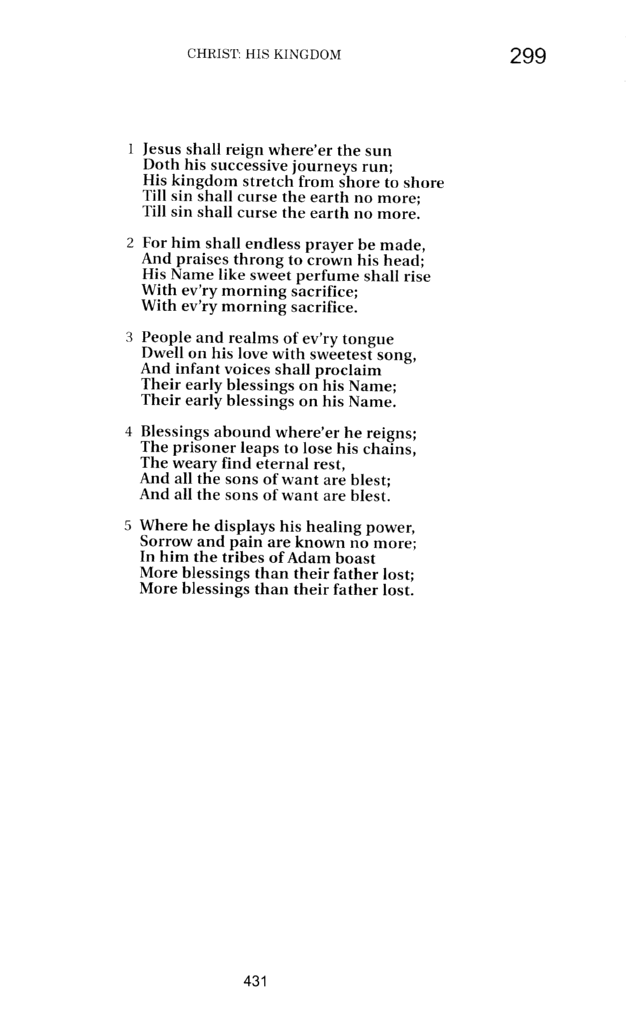 CHRIST: HIS KINGDOM 299
1 Jesus shall reign where'er the sun
Doth his successive journeys run;
His kingdom stretch from shore to shore
Till sin shall curse the earth no more;
Till sin shall curse the earth no more.
2 For him shall endless prayer be made,
And praises throng to crown his head;
His Name like sweet perfume shall rise
With ev'ry morning sacrifice;
With ev'ry morning sacrifice.
3 People and realms of ev'ry tongue
Dwell on his love with sweetest song,
And infant voices shall proclaim
Their early blessings on his Name;
Their early blessings on his Name.
4 Blessings abound where'er he reigns;
The prisoner leaps to lose his chains,
The weary find eternal rest,
And all the sons of want are blest;
And all the sons of want are blest.
5 Where he displays his healing power,
Sorrow and pain are known no more;
In him the tribes of Adam boast
More blessings than their father lost;
More blessings than their father lost.
431